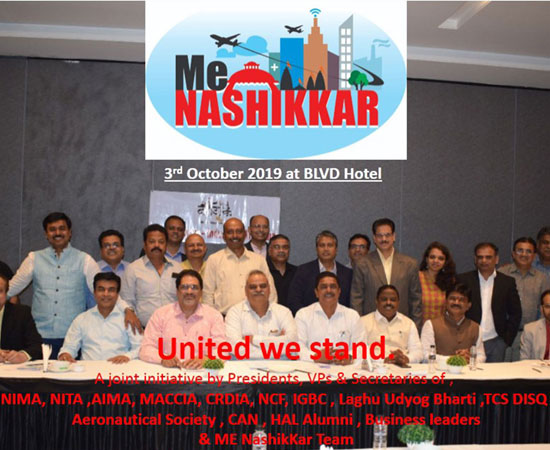 Me
NASHIKKAR
3rd October 2019 at BLVD Hotel
United we stand.
A joint initiative by Presidents, VPs & Secretaries of ,
NIMA, NITA ,AIMA, MACCIA, CRDIA, NCF, IGBC , Laghu Udyog Bharti ,TCS DISQ
Aeronautical Society , CAN , HAL Alumni , Business leaders
& ME NashikKar Team